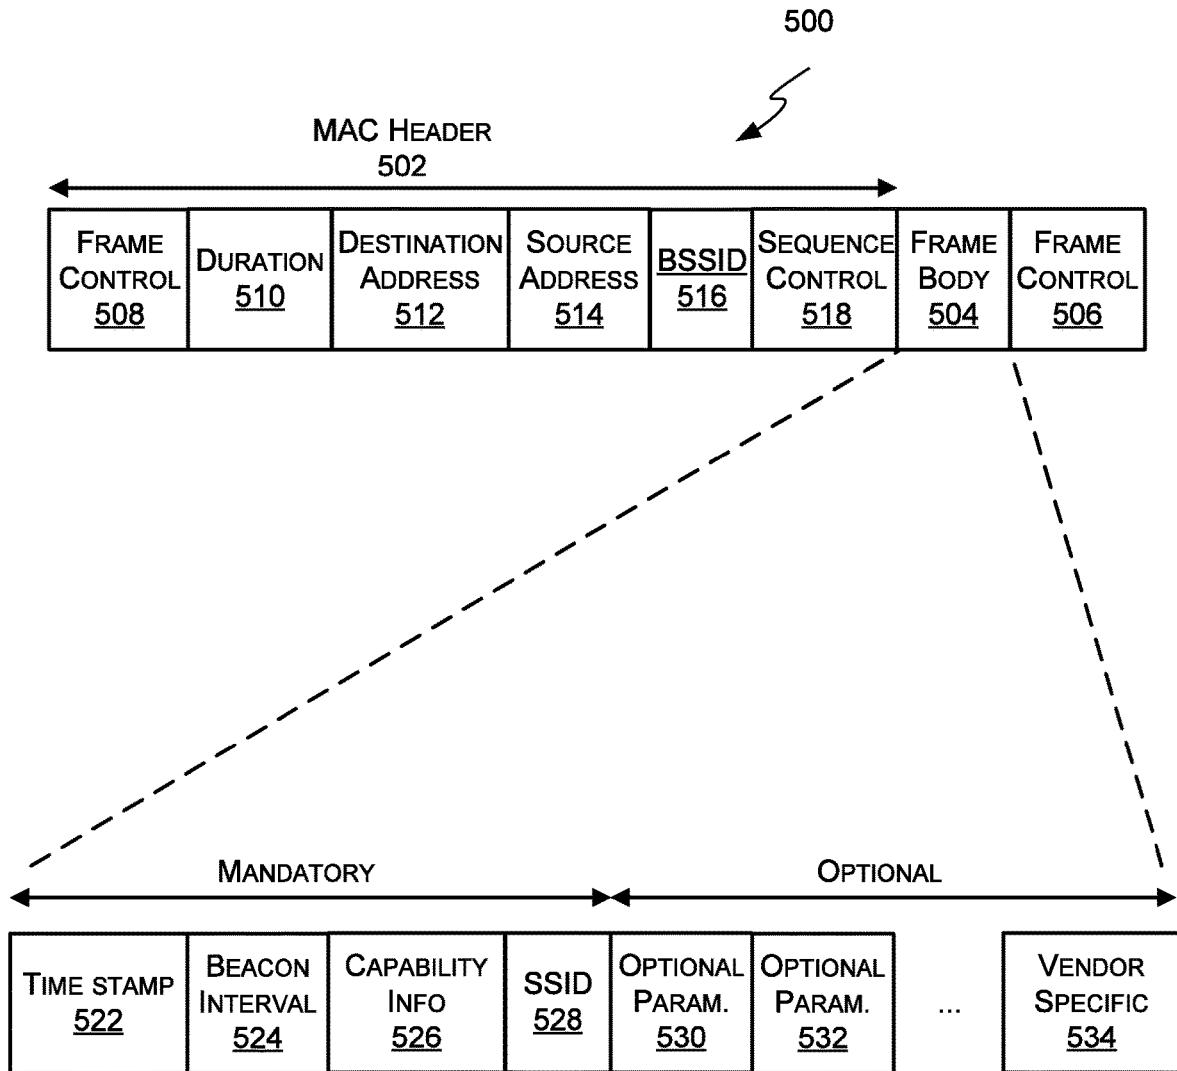 500
MAC HEADER
502
FRAME CONTROL 508
DURATION 510
DESTINATION ADDRESS 512
SOURCE ADDRESS 514
BSSID 516
SEQUENCE CONTROL 518
FRAME BODY 504
FRAME CONTROL 506
MANDATORY
OPTIONAL
TIME STAMP 522
BEACON INTERVAL 524
CAPABILITY INFO 526
SSID 528
OPTIONAL PARAM. 530
OPTIONAL PARAM. 532
...
VENDOR SPECIFIC 534